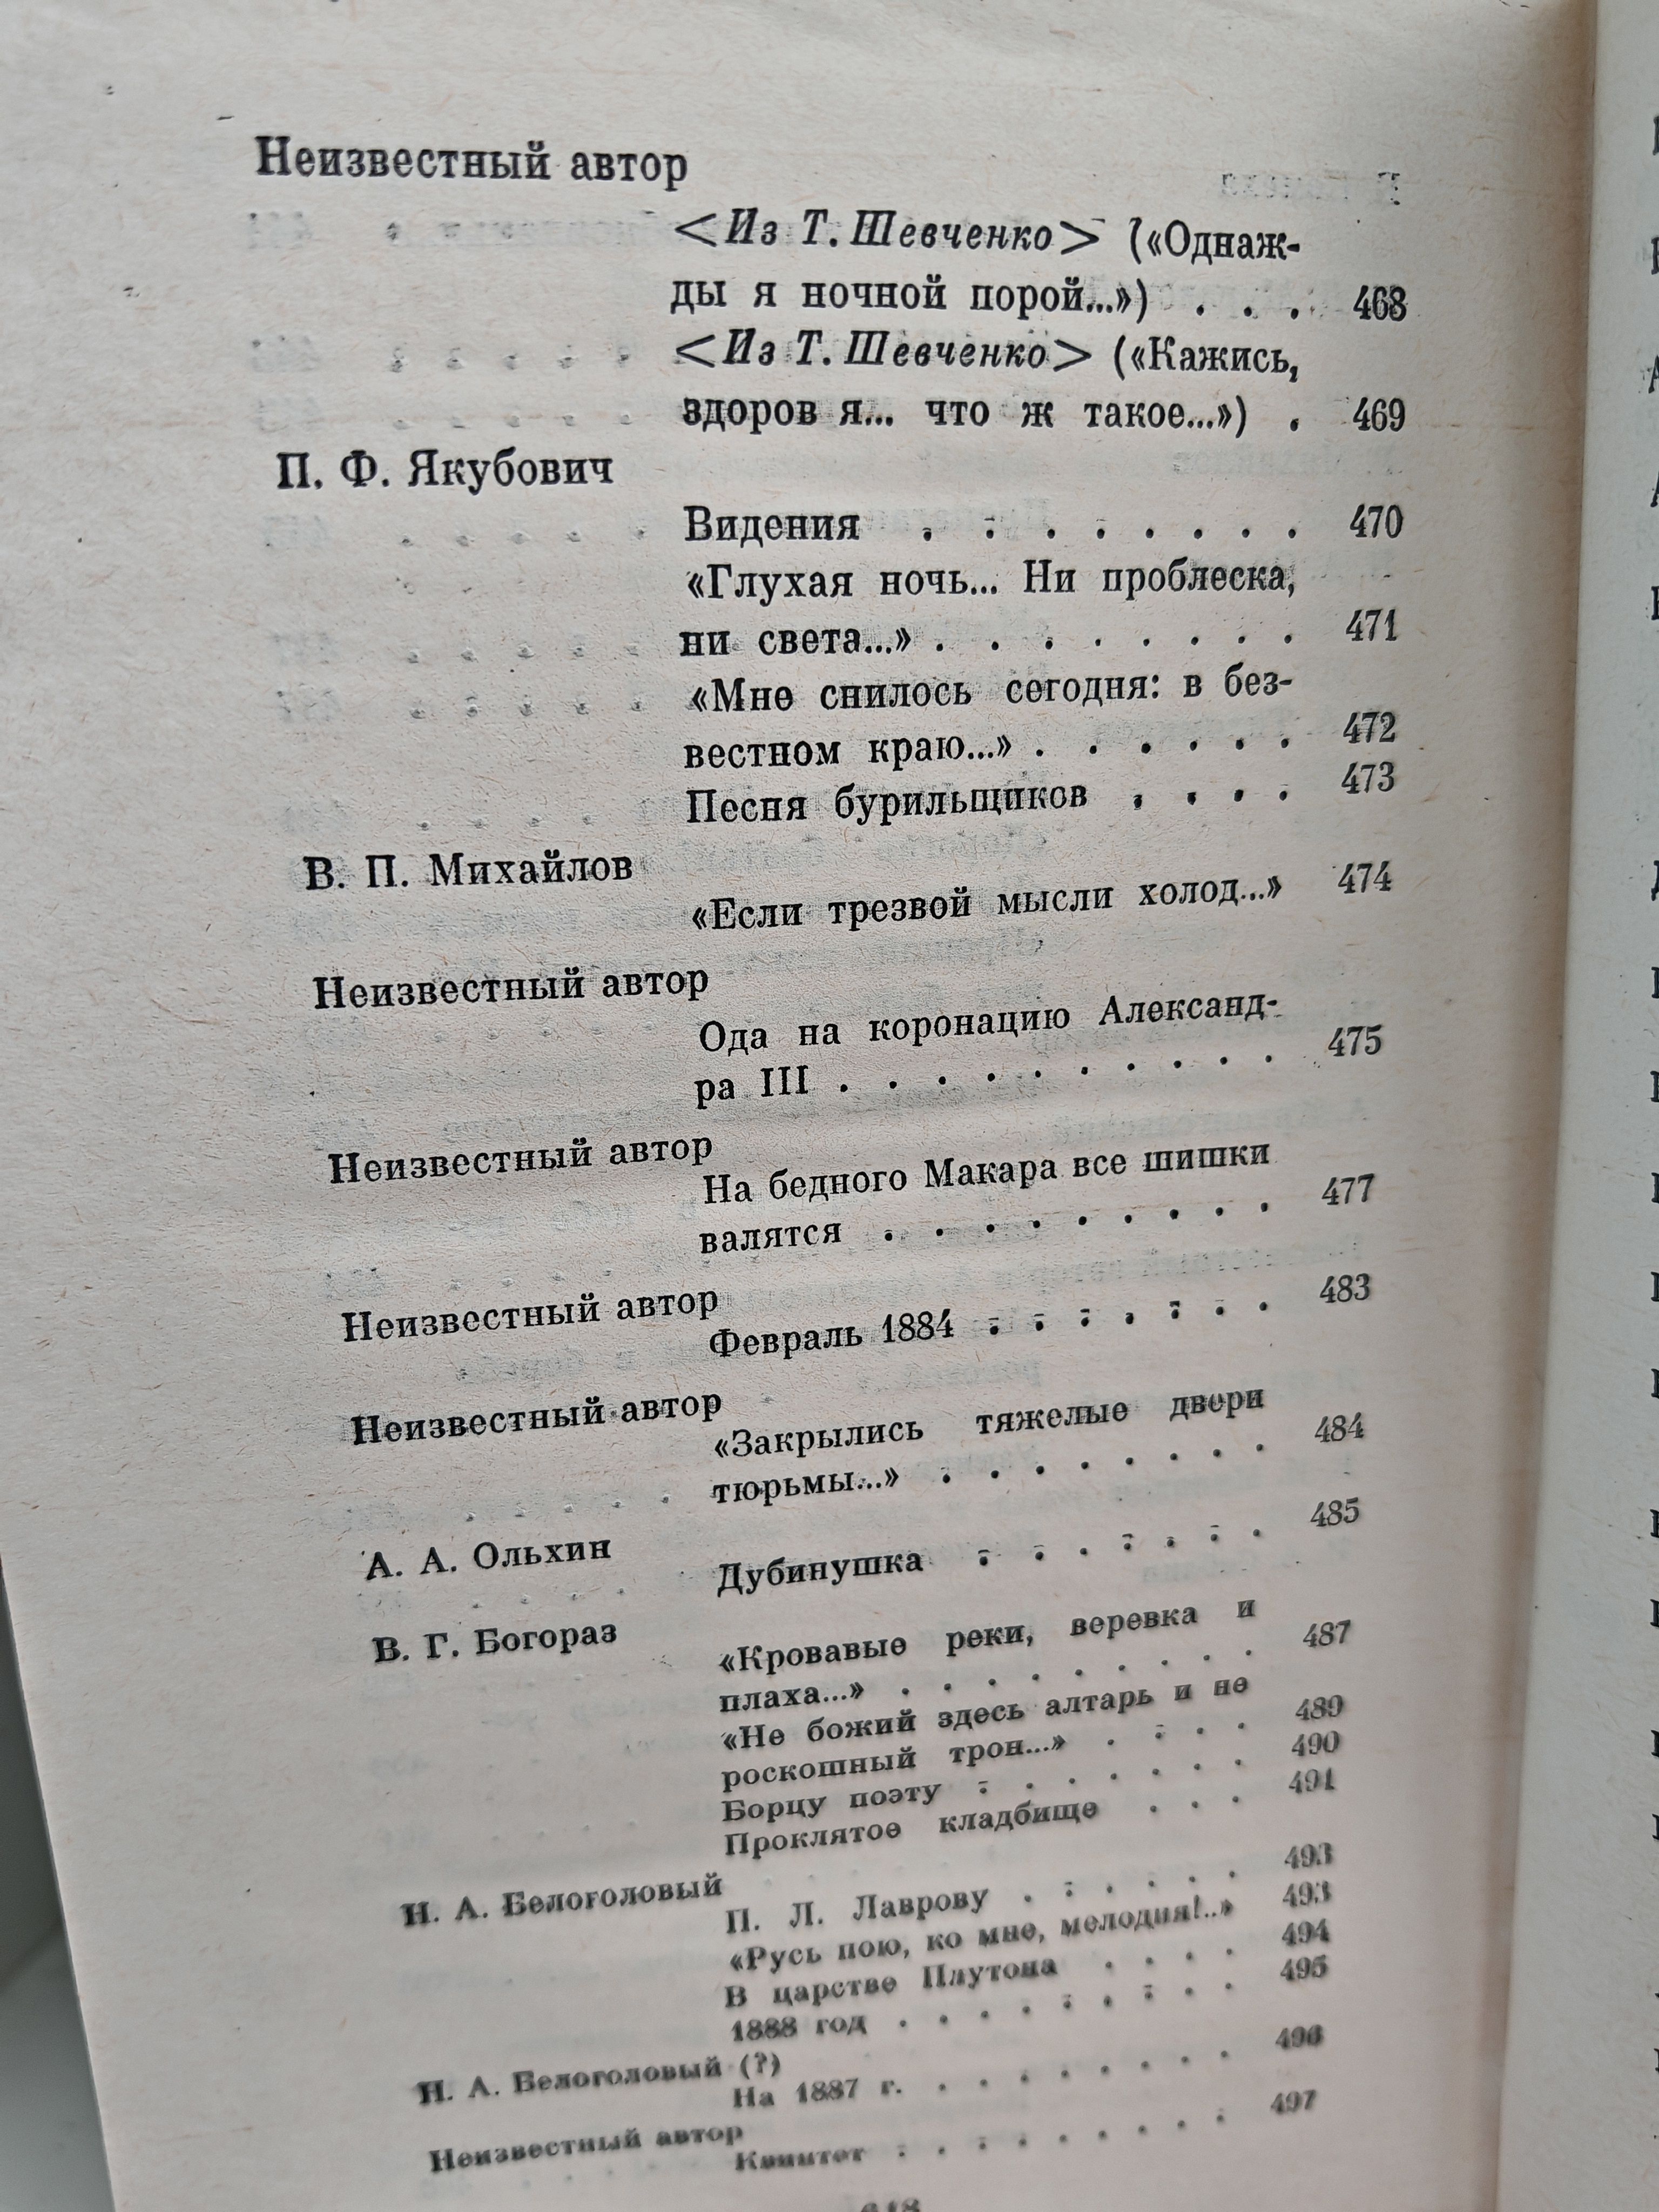 Неизвестный автор
<Из Т. Шевченко> («Однаж-
ды я ночной порой...») . . . 468
<Из Т. Шевченко> («Кажись,
здоров я... что ж такое...») . 469
П. Ф. Якубович
Видения . . . . . . . . 470
«Глухая ночь... Ни проблеска,
ни света...» . . . . . . . . 471
«Мне снилось сегодня: в без-
вестном краю...» . . . . . . 472
Песня бурильщиков . . . . 473
В. П. Михайлов
«Если трезвой мысли холод...» 474
Неизвестный автор
Ода на коронацию Александ-
ра III . . . . . . . . . . 475
Неизвестный автор
На бедного Макара все шишки
валятся . . . . . . . . . 477
Неизвестный автор
Февраль 1884 . . . . . . . 483
Неизвестный автор
«Закрылись тяжелые двери
тюрьмы...» . . . . . . . . 484
А. А. Ольхин
Дубинушка . . . . . . . 485
В. Г. Богораз
«Кровавые реки, веревка и
плаха...» . . . . . . . . . 487
«Не божий здесь алтарь и не
роскошный трон...» . . . . 489
Борцу поэту . . . . . . . 490
Проклятое кладбище . . . 491
Н. А. Белоголовый
П. Л. Лаврову . . . . . . 493
«Русь пою, ко мне, мелодия!..» 493
В царстве Плутона . . . . 494
1888 год . . . . . . . . . 495
Н. А. Белоголовый (?)
На 1887 г. . . . . . . . . 496
Неизвестный автор
Квинтет . . . . . . . . . 497